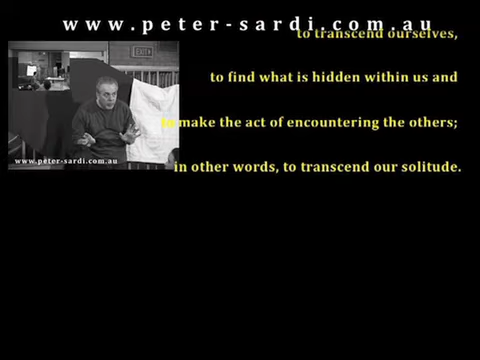 www.peter-sardi.com.au
to transcend ourselves,
to find what is hidden within us and
to make the act of encountering the others;
www.peter-sardi.com.au
in other words, to transcend our solitude.